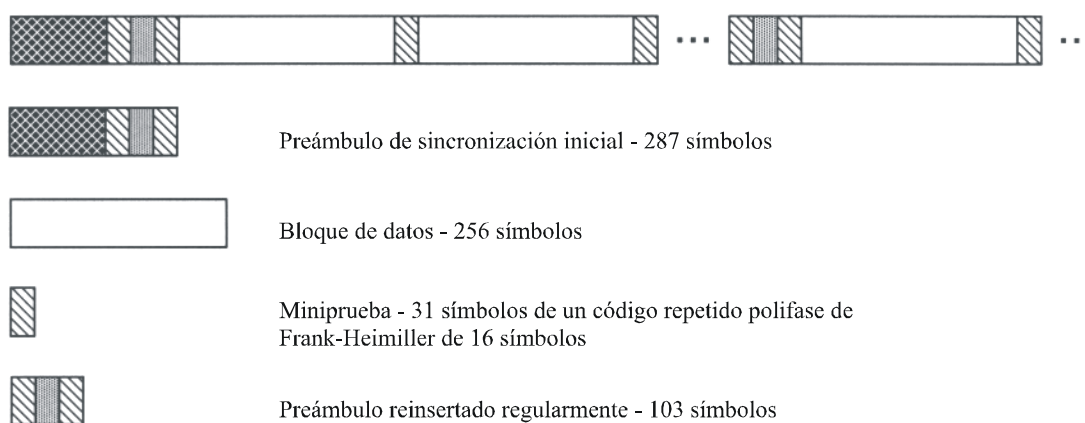 Preámbulo de sincronización inicial - 287 símbolos
Bloque de datos - 256 símbolos
Miniprueba - 31 símbolos de un código repetido polifase de
Frank-Heimiller de 16 símbolos
Preámbulo reinsertado regularmente - 103 símbolos